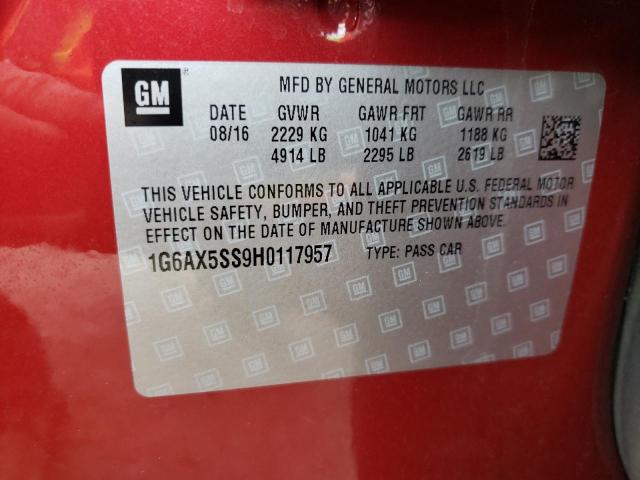 GM
MFD BY GENERAL MOTORS LLC
DATE GVWR GAWR FRT GAWR RR
08/16 2229 KG 1041 KG 1188 KG
4914 LB 2295 LB 2619 LB
THIS VEHICLE CONFORMS TO ALL APPLICABLE U.S. FEDERAL MOTOR
VEHICLE SAFETY, BUMPER, AND THEFT PREVENTION STANDARDS IN
EFFECT ON THE DATE OF MANUFACTURE SHOWN ABOVE.
1G6AX5SS9H0117957 TYPE: PASS CAR